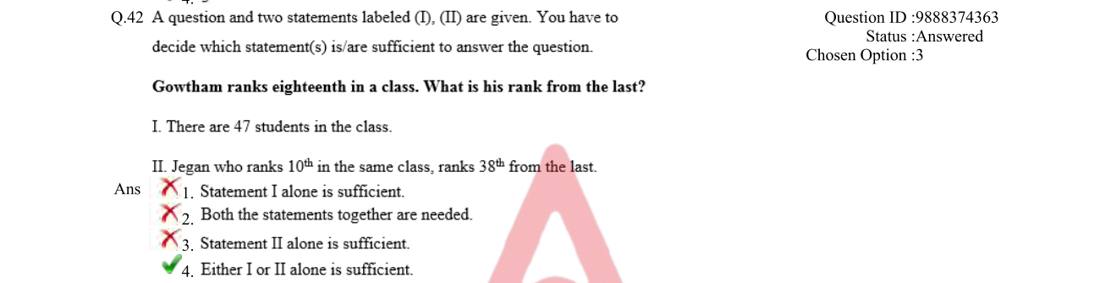 Q.42 A question and two statements labeled (I), (II) are given. You have to
decide which statement(s) is/are sufficient to answer the question.
Gowtham ranks eighteenth in a class. What is his rank from the last?
I. There are 47 students in the class.
II. Jegan who ranks 10th in the same class, ranks 38th from the last.
Ans 1. Statement I alone is sufficient.
2. Both the statements together are needed.
3. Statement II alone is sufficient.
4. Either I or II alone is sufficient.
Question ID :9888374363
Status :Answered
Chosen Option :3